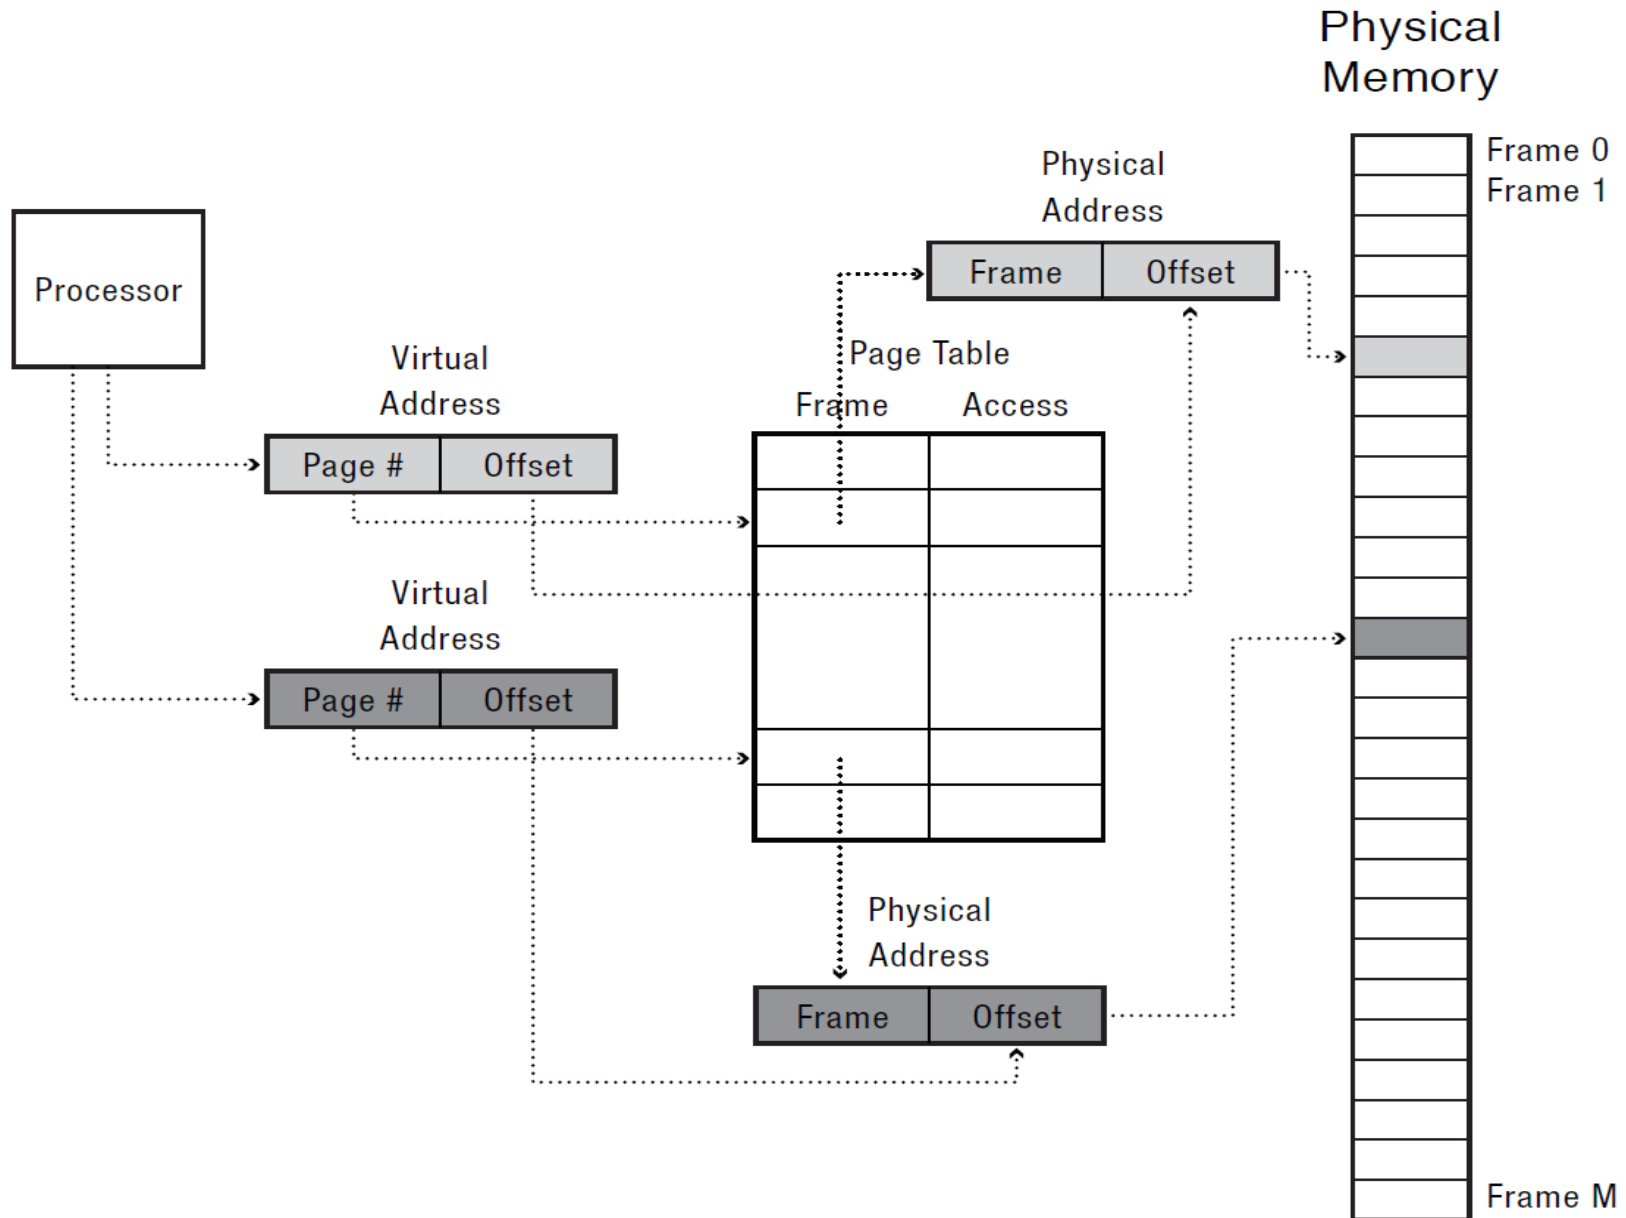 Physical
Memory
Frame 0
Frame 1
Physical
Address
Frame Offset
Processor
Virtual
Address
Page # Offset
Page Table
Frame Access
Virtual
Address
Page # Offset
Physical
Address
Frame Offset
Frame M